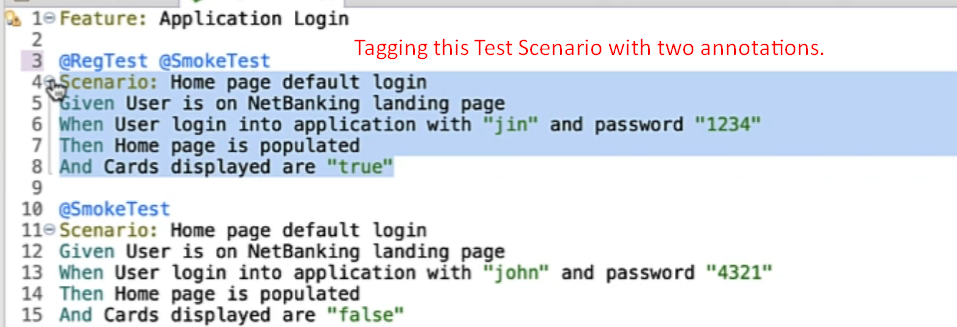 1 Feature: Application Login
2
Tagging this Test Scenario with two annotations.
3 @RegTest @SmokeTest
4 Scenario: Home page default login
5 Given User is on NetBanking landing page
6 When User login into application with "jin" and password "1234"
7 Then Home page is populated
8 And Cards displayed are "true"
9
10 @SmokeTest
11 Scenario: Home page default login
12 Given User is on NetBanking landing page
13 When User login into application with "john" and password "4321"
14 Then Home page is populated
15 And Cards displayed are "false"